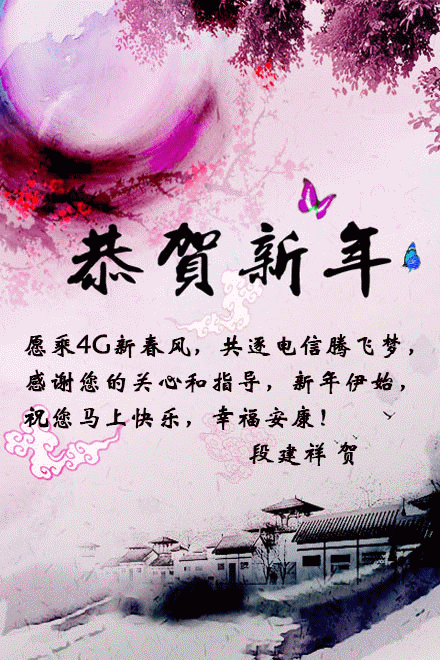 恭賀新年
愿乘4G新春风，共逐电信腾飞梦，
感谢您的关心和指导，新年伊始，
祝您马上快乐，幸福安康！
段建祥 贺